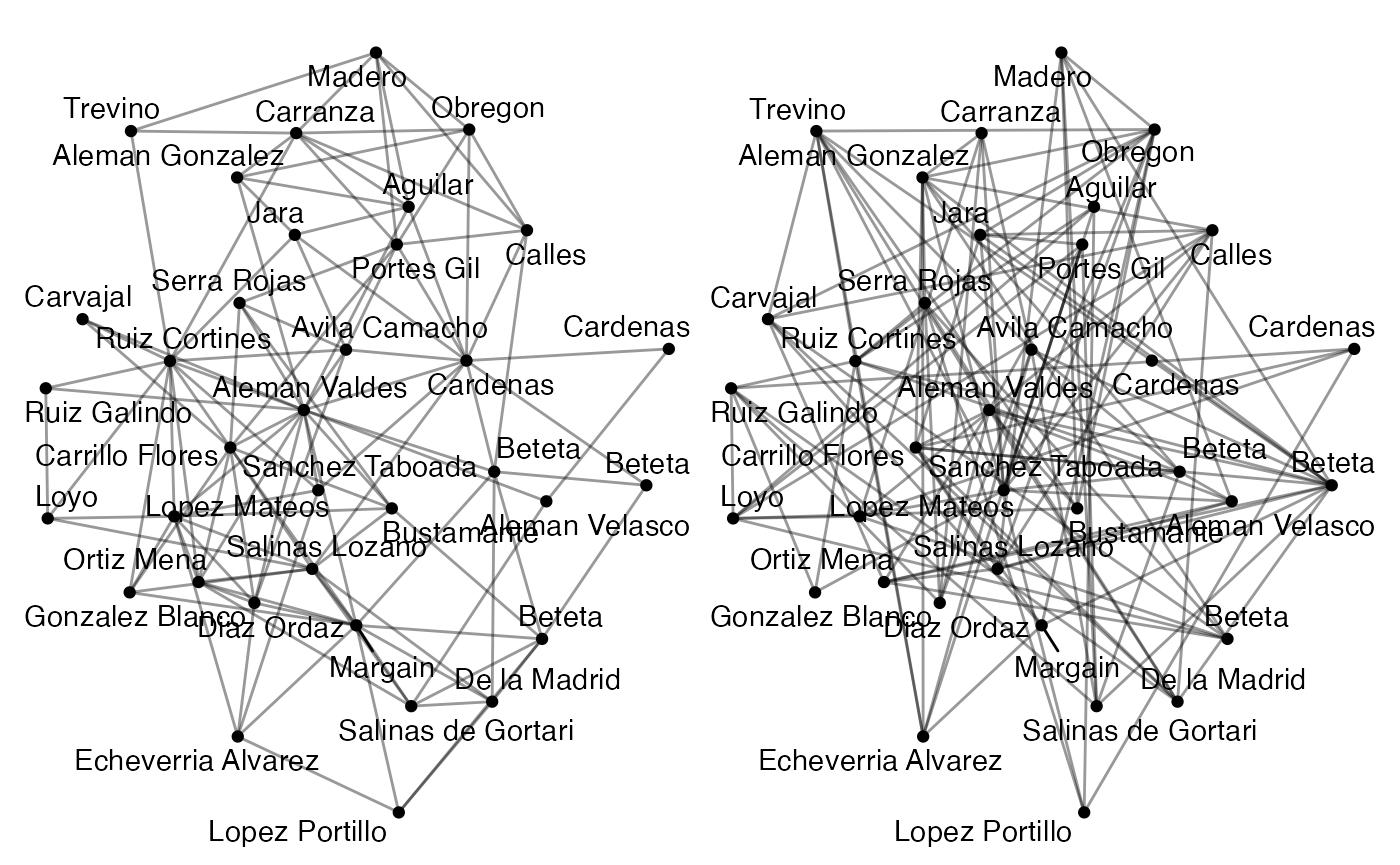 Madero
Trevino
Carranza
Obregon
Aleman Gonzalez
Aguilar
Jara
Calles
Portes Gil
Serra Rojas
Carvajal
Ruiz Cortines
Avila Camacho
Cardenas
Aleman Valdes
Cardenas
Ruiz Galindo
Carrillo Flores
Sanchez Taboada
Beteta
Beteta
Loyo
Lopez Mateos
Bustamante
Aleman Velasco
Salinas Lozano
Ortiz Mena
Gonzalez Blanco
Diaz Ordaz
Beteta
Margain
De la Madrid
Salinas de Gortari
Echeverria Alvarez
Lopez Portillo
Madero
Trevino
Carranza
Obregon
Aleman Gonzalez
Aguilar
Jara
Calles
Portes Gil
Serra Rojas
Carvajal
Ruiz Cortines
Avila Camacho
Cardenas
Aleman Valdes
Cardenas
Ruiz Galindo
Carrillo Flores
Sanchez Taboada
Beteta
Beteta
Loyo
Lopez Mateos
Bustamante
Aleman Velasco
Salinas Lozano
Ortiz Mena
Gonzalez Blanco
Diaz Ordaz
Beteta
Margain
De la Madrid
Salinas de Gortari
Echeverria Alvarez
Lopez Portillo